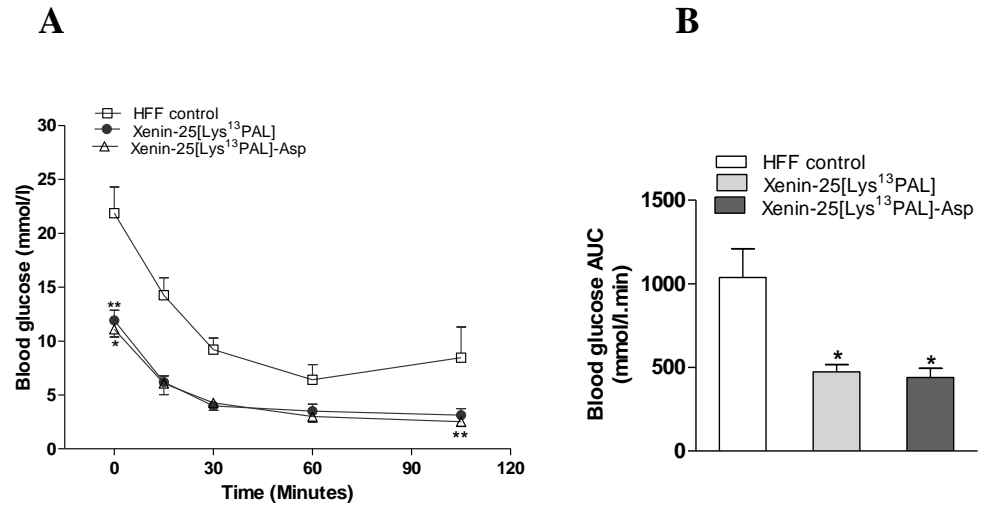 A
HFF control
Xenin-25[Lys¹³PAL]
Xenin-25[Lys¹³PAL]-Asp
Blood glucose (mmol/l)
30
25
20
15
10
5
0
**
*
**
0 30 60 90 120
Time (Minutes)
B
HFF control
Xenin-25[Lys¹³PAL]
Xenin-25[Lys¹³PAL]-Asp
Blood glucose AUC
(mmol/l.min)
1500
1000
500
0
* *